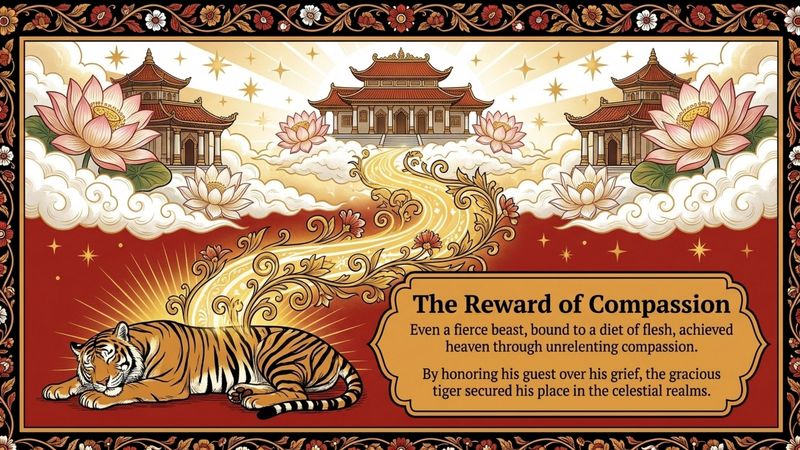 The Reward of Compassion
Even a fierce beast, bound to a diet of flesh, achieved
heaven through unrelenting compassion.
By honoring his guest over his grief, the gracious
tiger secured his place in the celestial realms.